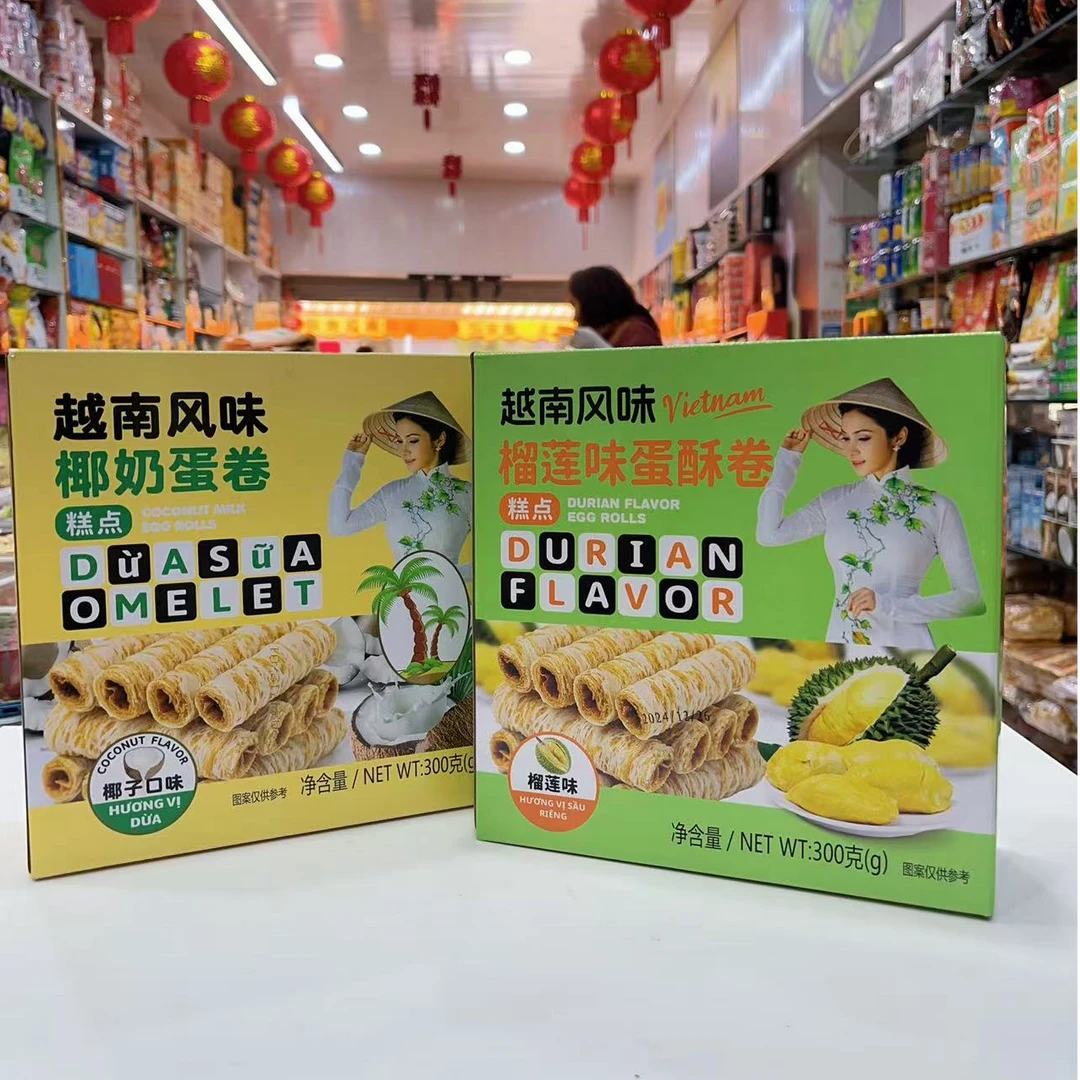 越南风味
椰奶蛋卷
糕点
COCONUT MILK
EGG ROLLS
DừASữA
OMELET
COCONUT FLAVOR
椰子口味
HƯƠNG VỊ
DỪA
图案仅供参考
净含量 / NET WT:300克(g
越南风味 Vietnam
榴莲味蛋酥卷
糕点
DURIAN FLAVOR
EGG ROLLS
DURIAN
FLAVOR
2024/12/26
榴莲味
HƯƠNG VỊ SẦU
RIÊNG
净含量 / NET WT:300克(g)
图案仅供参考